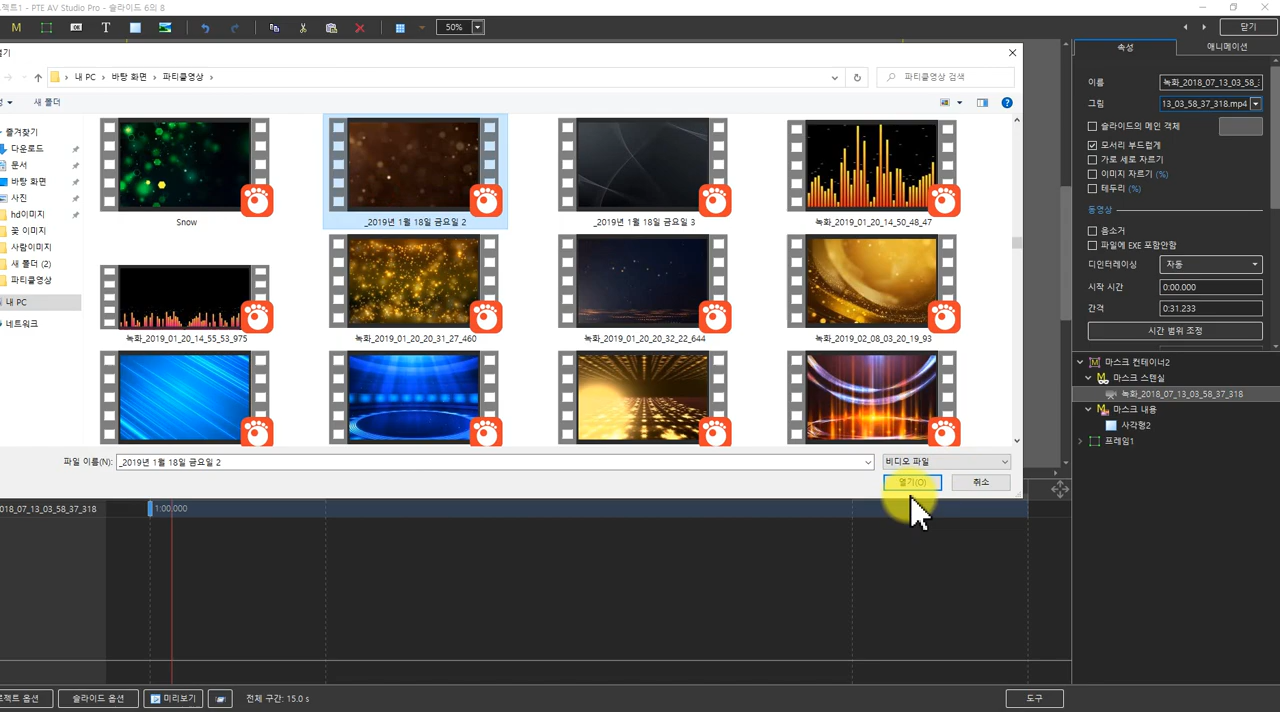 젝트1 - PTE AV Studio Pro - 슬라이드 6의 8
M OK T 50% 닫기
기
내 PC 바탕 화면 파티클영상
파티클영상 검색
새 폴더
즐겨찾기
다운로드
문서
바탕 화면
사진
hd이미지
꽃 이미지
사람이미지
새 폴더 (2)
파티클영상
내 PC
네트워크
Snow
_2019년 1월 18일 금요일 2
_2019년 1월 18일 금요일 3
녹화_2019_01_20_14_50_48_47
녹화_2019_01_20_14_55_53_975
녹화_2019_01_20_20_31_27_460
녹화_2019_01_20_20_32_22_644
녹화_2019_02_08_03_20_19_93
파일 이름(N):
_2019년 1월 18일 금요일 2
비디오 파일
열기(O)
취소
속성
애니메이션
이름
녹화_2018_07_13_03_58_
그림
13_03_58_37_318.mp4
슬라이드의 메인 객체
모서리 부드럽게
가로 세로 자르기
이미지 자르기 (%)
테두리 (%)
동영상
음소거
파일에 EXE 포함안함
디인터레이싱
자동
시작 시간
0:00.000
간격
0:31.233
시간 범위 조정
마스크 컨테이너2
마스크 스텐실
녹화_2018_07_13_03_58_37_318
마스크 내용
사각형2
프레임1
018_07_13_03_58_37_318
1:00.000
로젝트 옵션
슬라이드 옵션
미리보기
전체 구간: 15.0 s
도구